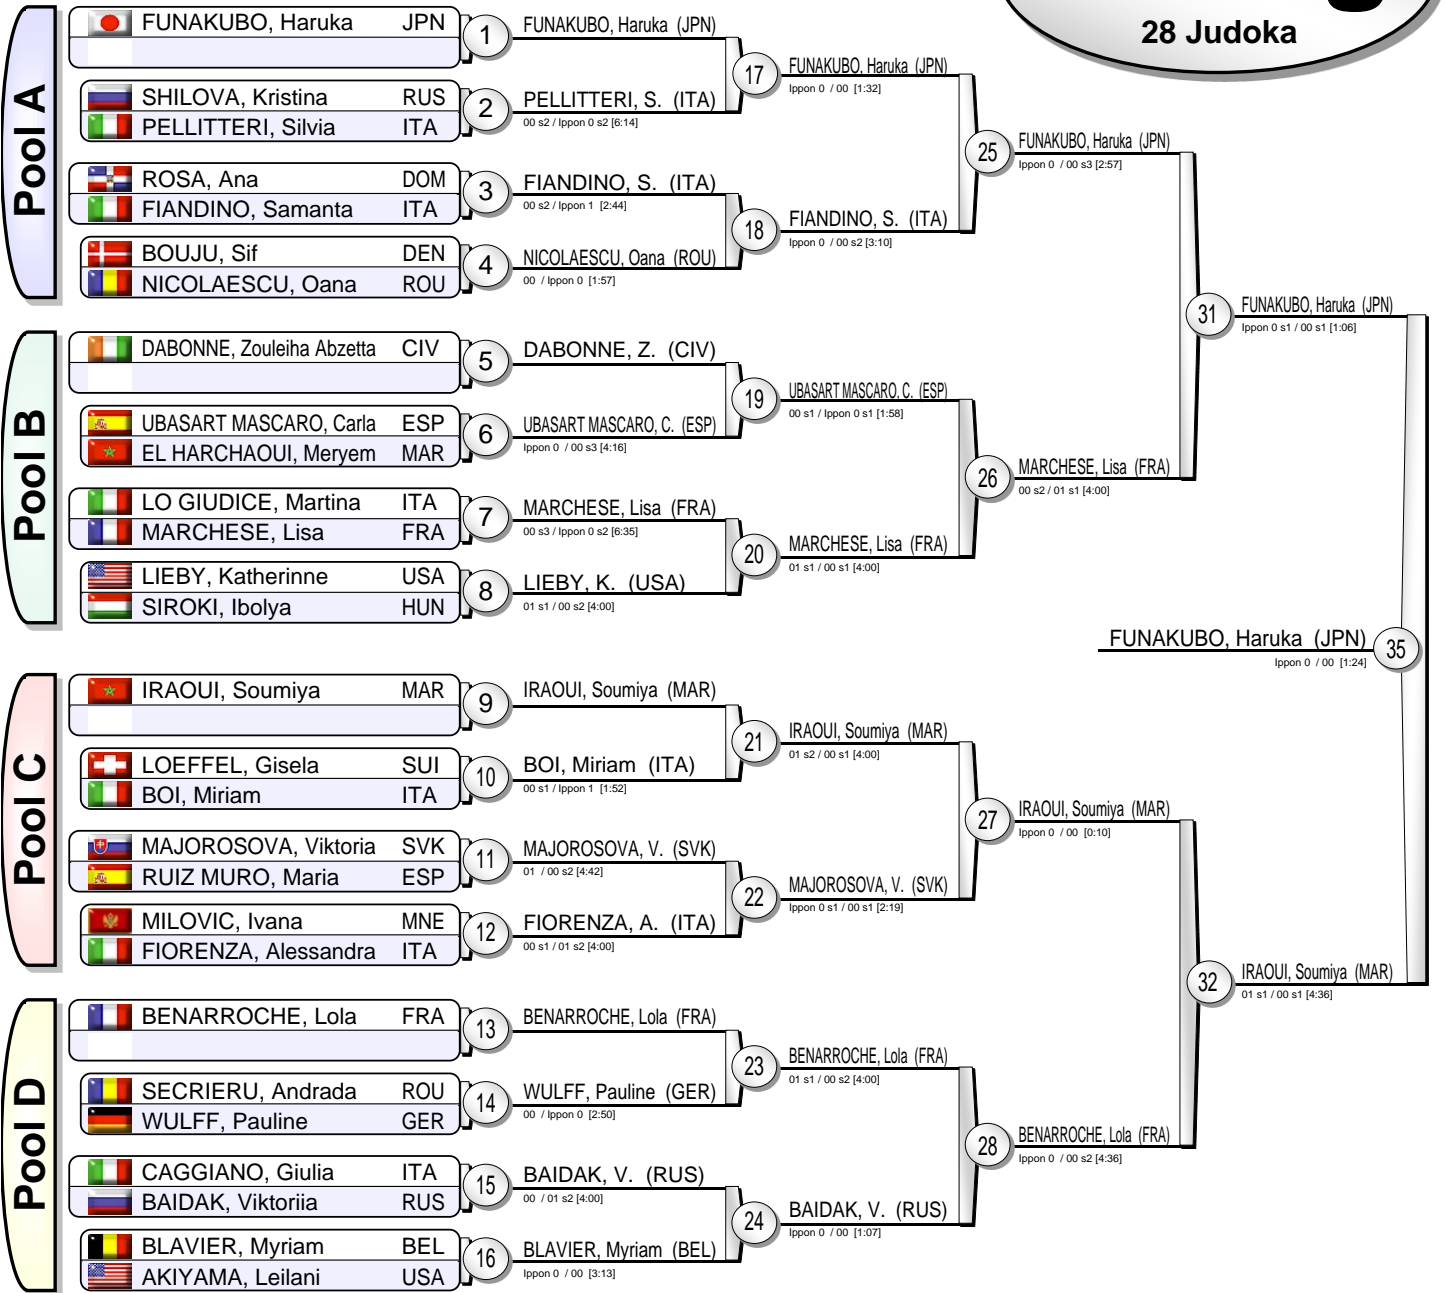 28 Judoka
Pool A
FUNAKUBO, Haruka JPN
SHILOVA, Kristina RUS
PELLITTERI, Silvia ITA
ROSA, Ana DOM
FIANDINO, Samanta ITA
BOUJU, Sif DEN
NICOLAESCU, Oana ROU
Pool B
DABONNE, Zouleiha Abzetta CIV
UBASART MASCARO, Carla ESP
EL HARCHAOUI, Meryem MAR
LO GIUDICE, Martina ITA
MARCHESE, Lisa FRA
LIEBY, Katherinne USA
SIROKI, Ibolya HUN
Pool C
IRAOUI, Soumiya MAR
LOEFFEL, Gisela SUI
BOI, Miriam ITA
MAJOROSOVA, Viktoria SVK
RUIZ MURO, Maria ESP
MILOVIC, Ivana MNE
FIORENZA, Alessandra ITA
Pool D
BENARROCHE, Lola FRA
SECRIERU, Andrada ROU
WULFF, Pauline GER
CAGGIANO, Giulia ITA
BAIDAK, Viktoriia RUS
BLAVIER, Myriam BEL
AKIYAMA, Leilani USA
1 FUNAKUBO, Haruka (JPN)
2 PELLITTERI, S. (ITA)
00 s2 / Ippon 0 s2 [6:14]
3 FIANDINO, S. (ITA)
00 s2 / Ippon 1 [2:44]
4 NICOLAESCU, Oana (ROU)
00 / Ippon 0 [1:57]
5 DABONNE, Z. (CIV)
6 UBASART MASCARO, C. (ESP)
Ippon 0 / 00 s3 [4:16]
7 MARCHESE, Lisa (FRA)
00 s3 / Ippon 0 s2 [6:35]
8 LIEBY, K. (USA)
01 s1 / 00 s2 [4:00]
9 IRAOUI, Soumiya (MAR)
10 BOI, Miriam (ITA)
00 s1 / Ippon 1 [1:52]
11 MAJOROSOVA, V. (SVK)
01 / 00 s2 [4:42]
12 FIORENZA, A. (ITA)
00 s1 / 01 s2 [4:00]
13 BENARROCHE, Lola (FRA)
14 WULFF, Pauline (GER)
00 / Ippon 0 [2:50]
15 BAIDAK, V. (RUS)
00 / 01 s2 [4:00]
16 BLAVIER, Myriam (BEL)
Ippon 0 / 00 [3:13]
17 FUNAKUBO, Haruka (JPN)
Ippon 0 / 00 [1:32]
18 FIANDINO, S. (ITA)
Ippon 0 / 00 s2 [3:10]
19 UBASART MASCARO, C. (ESP)
00 s1 / Ippon 0 s1 [1:58]
20 MARCHESE, Lisa (FRA)
01 s1 / 00 s1 [4:00]
21 IRAOUI, Soumiya (MAR)
01 s2 / 00 s1 [4:00]
22 MAJOROSOVA, V. (SVK)
Ippon 0 s1 / 00 s1 [2:19]
23 BENARROCHE, Lola (FRA)
01 s1 / 00 s2 [4:00]
24 BAIDAK, V. (RUS)
Ippon 0 / 00 [1:07]
25 FUNAKUBO, Haruka (JPN)
Ippon 0 / 00 s3 [2:57]
26 MARCHESE, Lisa (FRA)
00 s2 / 01 s1 [4:00]
27 IRAOUI, Soumiya (MAR)
Ippon 0 / 00 [0:10]
28 BENARROCHE, Lola (FRA)
Ippon 0 / 00 s2 [4:36]
31 FUNAKUBO, Haruka (JPN)
Ippon 0 s1 / 00 s1 [1:06]
32 IRAOUI, Soumiya (MAR)
01 s1 / 00 s1 [4:36]
FUNAKUBO, Haruka (JPN) 35
Ippon 0 / 00 [1:24]